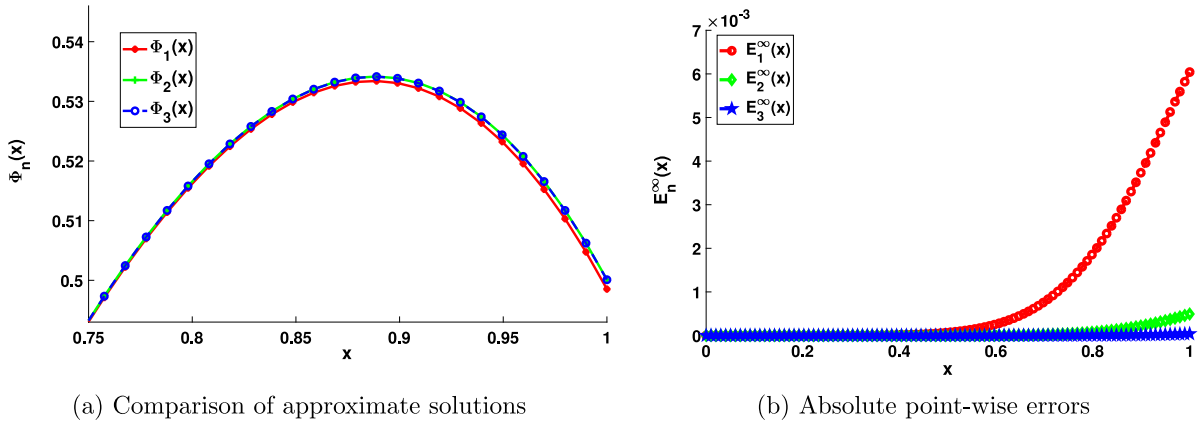 0.54
0.53
0.52
0.51
0.5
0.75
0.8
0.85
0.9
0.95
1
x
Φn(x)
Φ1(x)
Φ2(x)
Φ3(x)
(a) Comparison of approximate solutions
×10-3
7
6
5
4
3
2
1
0
0
0.2
0.4
0.6
0.8
1
x
En∞(x)
E1∞(x)
E2∞(x)
E3∞(x)
(b) Absolute point-wise errors